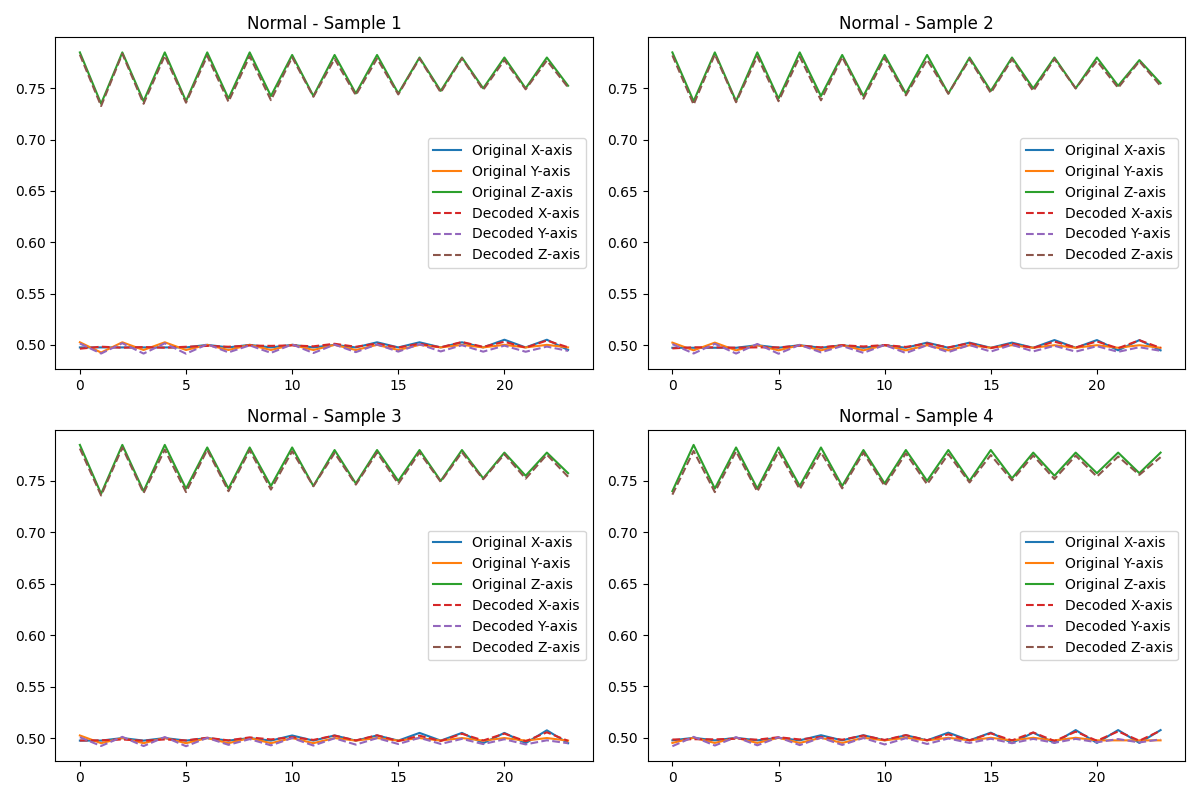 Normal - Sample 1
0.75
0.70
0.65
0.60
0.55
0.50
0
5
10
15
20
Original X-axis
Original Y-axis
Original Z-axis
Decoded X-axis
Decoded Y-axis
Decoded Z-axis
Normal - Sample 2
0.75
0.70
0.65
0.60
0.55
0.50
0
5
10
15
20
Original X-axis
Original Y-axis
Original Z-axis
Decoded X-axis
Decoded Y-axis
Decoded Z-axis
Normal - Sample 3
0.75
0.70
0.65
0.60
0.55
0.50
0
5
10
15
20
Original X-axis
Original Y-axis
Original Z-axis
Decoded X-axis
Decoded Y-axis
Decoded Z-axis
Normal - Sample 4
0.75
0.70
0.65
0.60
0.55
0.50
0
5
10
15
20
Original X-axis
Original Y-axis
Original Z-axis
Decoded X-axis
Decoded Y-axis
Decoded Z-axis